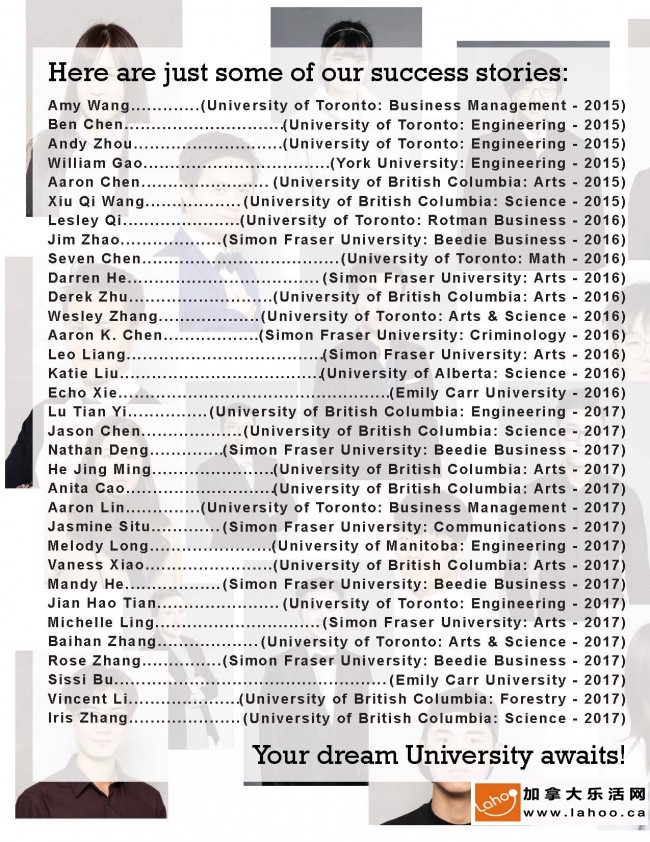 Here are just some of our success stories:
Amy Wang............(University of Toronto: Business Management - 2015)
Ben Chen............................(University of Toronto: Engineering - 2015)
Andy Zhou..........................(University of Toronto: Engineering - 2015)
William Gao.................................(York University: Engineering - 2015)
Aaron Chen...................... (University of British Columbia: Arts - 2015)
Xiu Qi Wang.................(University of British Columbia: Science - 2015)
Lesley Qi....................(University of Toronto: Rotman Business - 2016)
Jim Zhao..................(Simon Fraser University: Beedie Business - 2016)
Seven Chen..................................(University of Toronto: Math - 2016)
Darren He................................. (Simon Fraser University: Arts - 2016)
Derek Zhu.........................(University of British Columbia: Arts - 2016)
Wesley Zhang.................(University of Toronto: Arts & Science - 2016)
Aaron K. Chen................(Simon Fraser University: Criminology - 2016)
Leo Liang..................................(Simon Fraser University: Arts - 2016)
Katie Liu...................................(University of Alberta: Science - 2016)
Echo Xie..............................................(Emily Carr University - 2016)
Lu Tian Yi..............(University of British Columbia: Engineering - 2017)
Jason Chen..................(University of British Columbia: Science - 2017)
Nathan Deng.............(Simon Fraser University: Beedie Business - 2017)
He Jing Ming.....................(University of British Columbia: Arts - 2017)
Anita Cao..........................(University of British Columbia: Arts - 2017)
Aaron Lin............(University of Toronto: Business Management - 2017)
Jasmine Situ............(Simon Fraser University: Communications - 2017)
Melody Long.....................(University of Manitoba: Engineering - 2017)
Vaness Xiao......................(University of British Columbia: Arts - 2017)
Mandy He.................(Simon Fraser University: Beedie Business - 2017)
Jian Hao Tian..................... (University of Toronto: Engineering - 2017)
Michelle Ling.............................(Simon Fraser University: Arts - 2017)
Baihan Zhang.................(University of Toronto: Arts & Science - 2017)
Rose Zhang..............(Simon Fraser University: Beedie Business - 2017)
Sissi Bu...............................................(Emily Carr University - 2017)
Vincent Li...................(University of British Columbia: Forestry - 2017)
Iris Zhang................... (University of British Columbia: Science - 2017)
Your dream University awaits!
Lahoo 加拿大乐活网
www.lahoo.ca